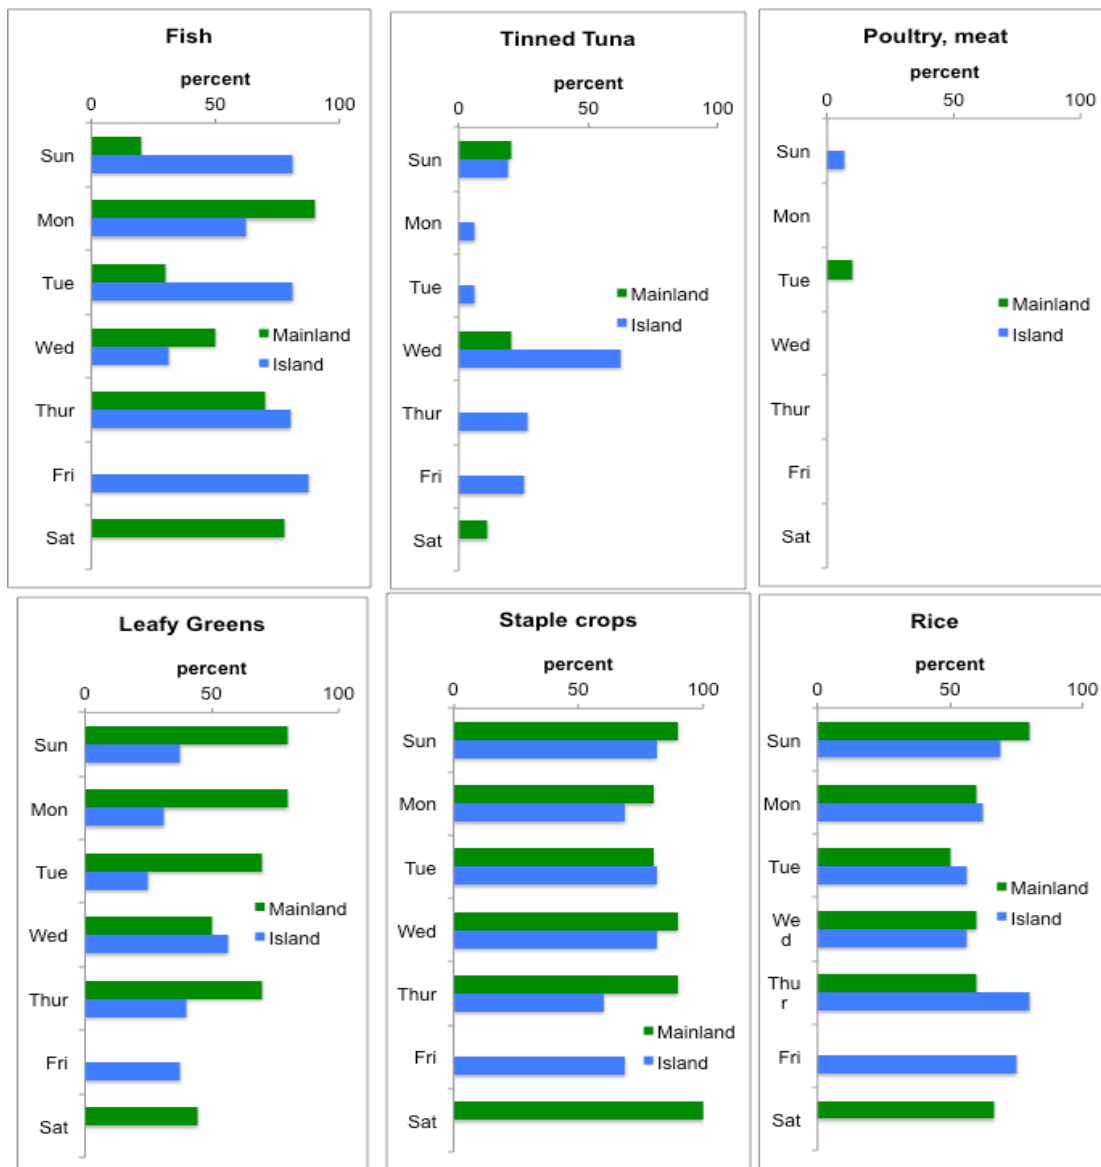 Fish
percent
0 50 100
Sun
Mon
Tue
Wed
Thur
Fri
Sat
Mainland
Island
Tinned Tuna
percent
0 50 100
Sun
Mon
Tue
Wed
Thur
Fri
Sat
Mainland
Island
Poultry, meat
percent
0 50 100
Sun
Mon
Tue
Wed
Thur
Fri
Sat
Mainland
Island
Leafy Greens
percent
0 50 100
Sun
Mon
Tue
Wed
Thur
Fri
Sat
Mainland
Island
Staple crops
percent
0 50 100
Sun
Mon
Tue
Wed
Thur
Fri
Sat
Mainland
Island
Rice
percent
0 50 100
Sun
Mon
Tue
We
d
Thu
r
Fri
Sat
Mainland
Island